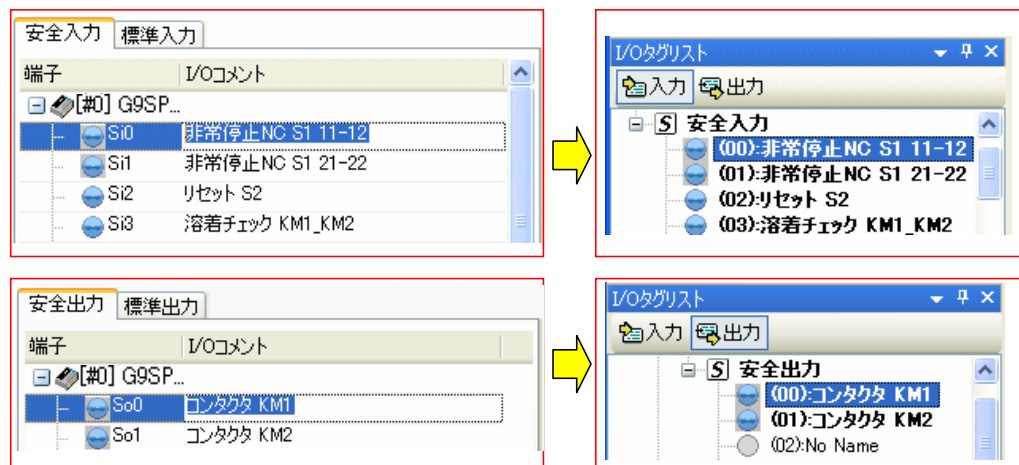 安全入力 標準入力
端子 I/Oコメント
[#0] G9SP...
Si0 非常停止NC S1 11-12
Si1 非常停止NC S1 21-22
Si2 リセット S2
Si3 溶着チェック KM1_KM2
I/Oタグリスト
入力 出力
S 安全入力
(00):非常停止NC S1 11-12
(01):非常停止NC S1 21-22
(02):リセット S2
(03):溶着チェック KM1_KM2
安全出力 標準出力
端子 I/Oコメント
[#0] G9SP...
So0 コンタクタ KM1
So1 コンタクタ KM2
I/Oタグリスト
入力 出力
S 安全出力
(00):コンタクタ KM1
(01):コンタクタ KM2
(02):No Name